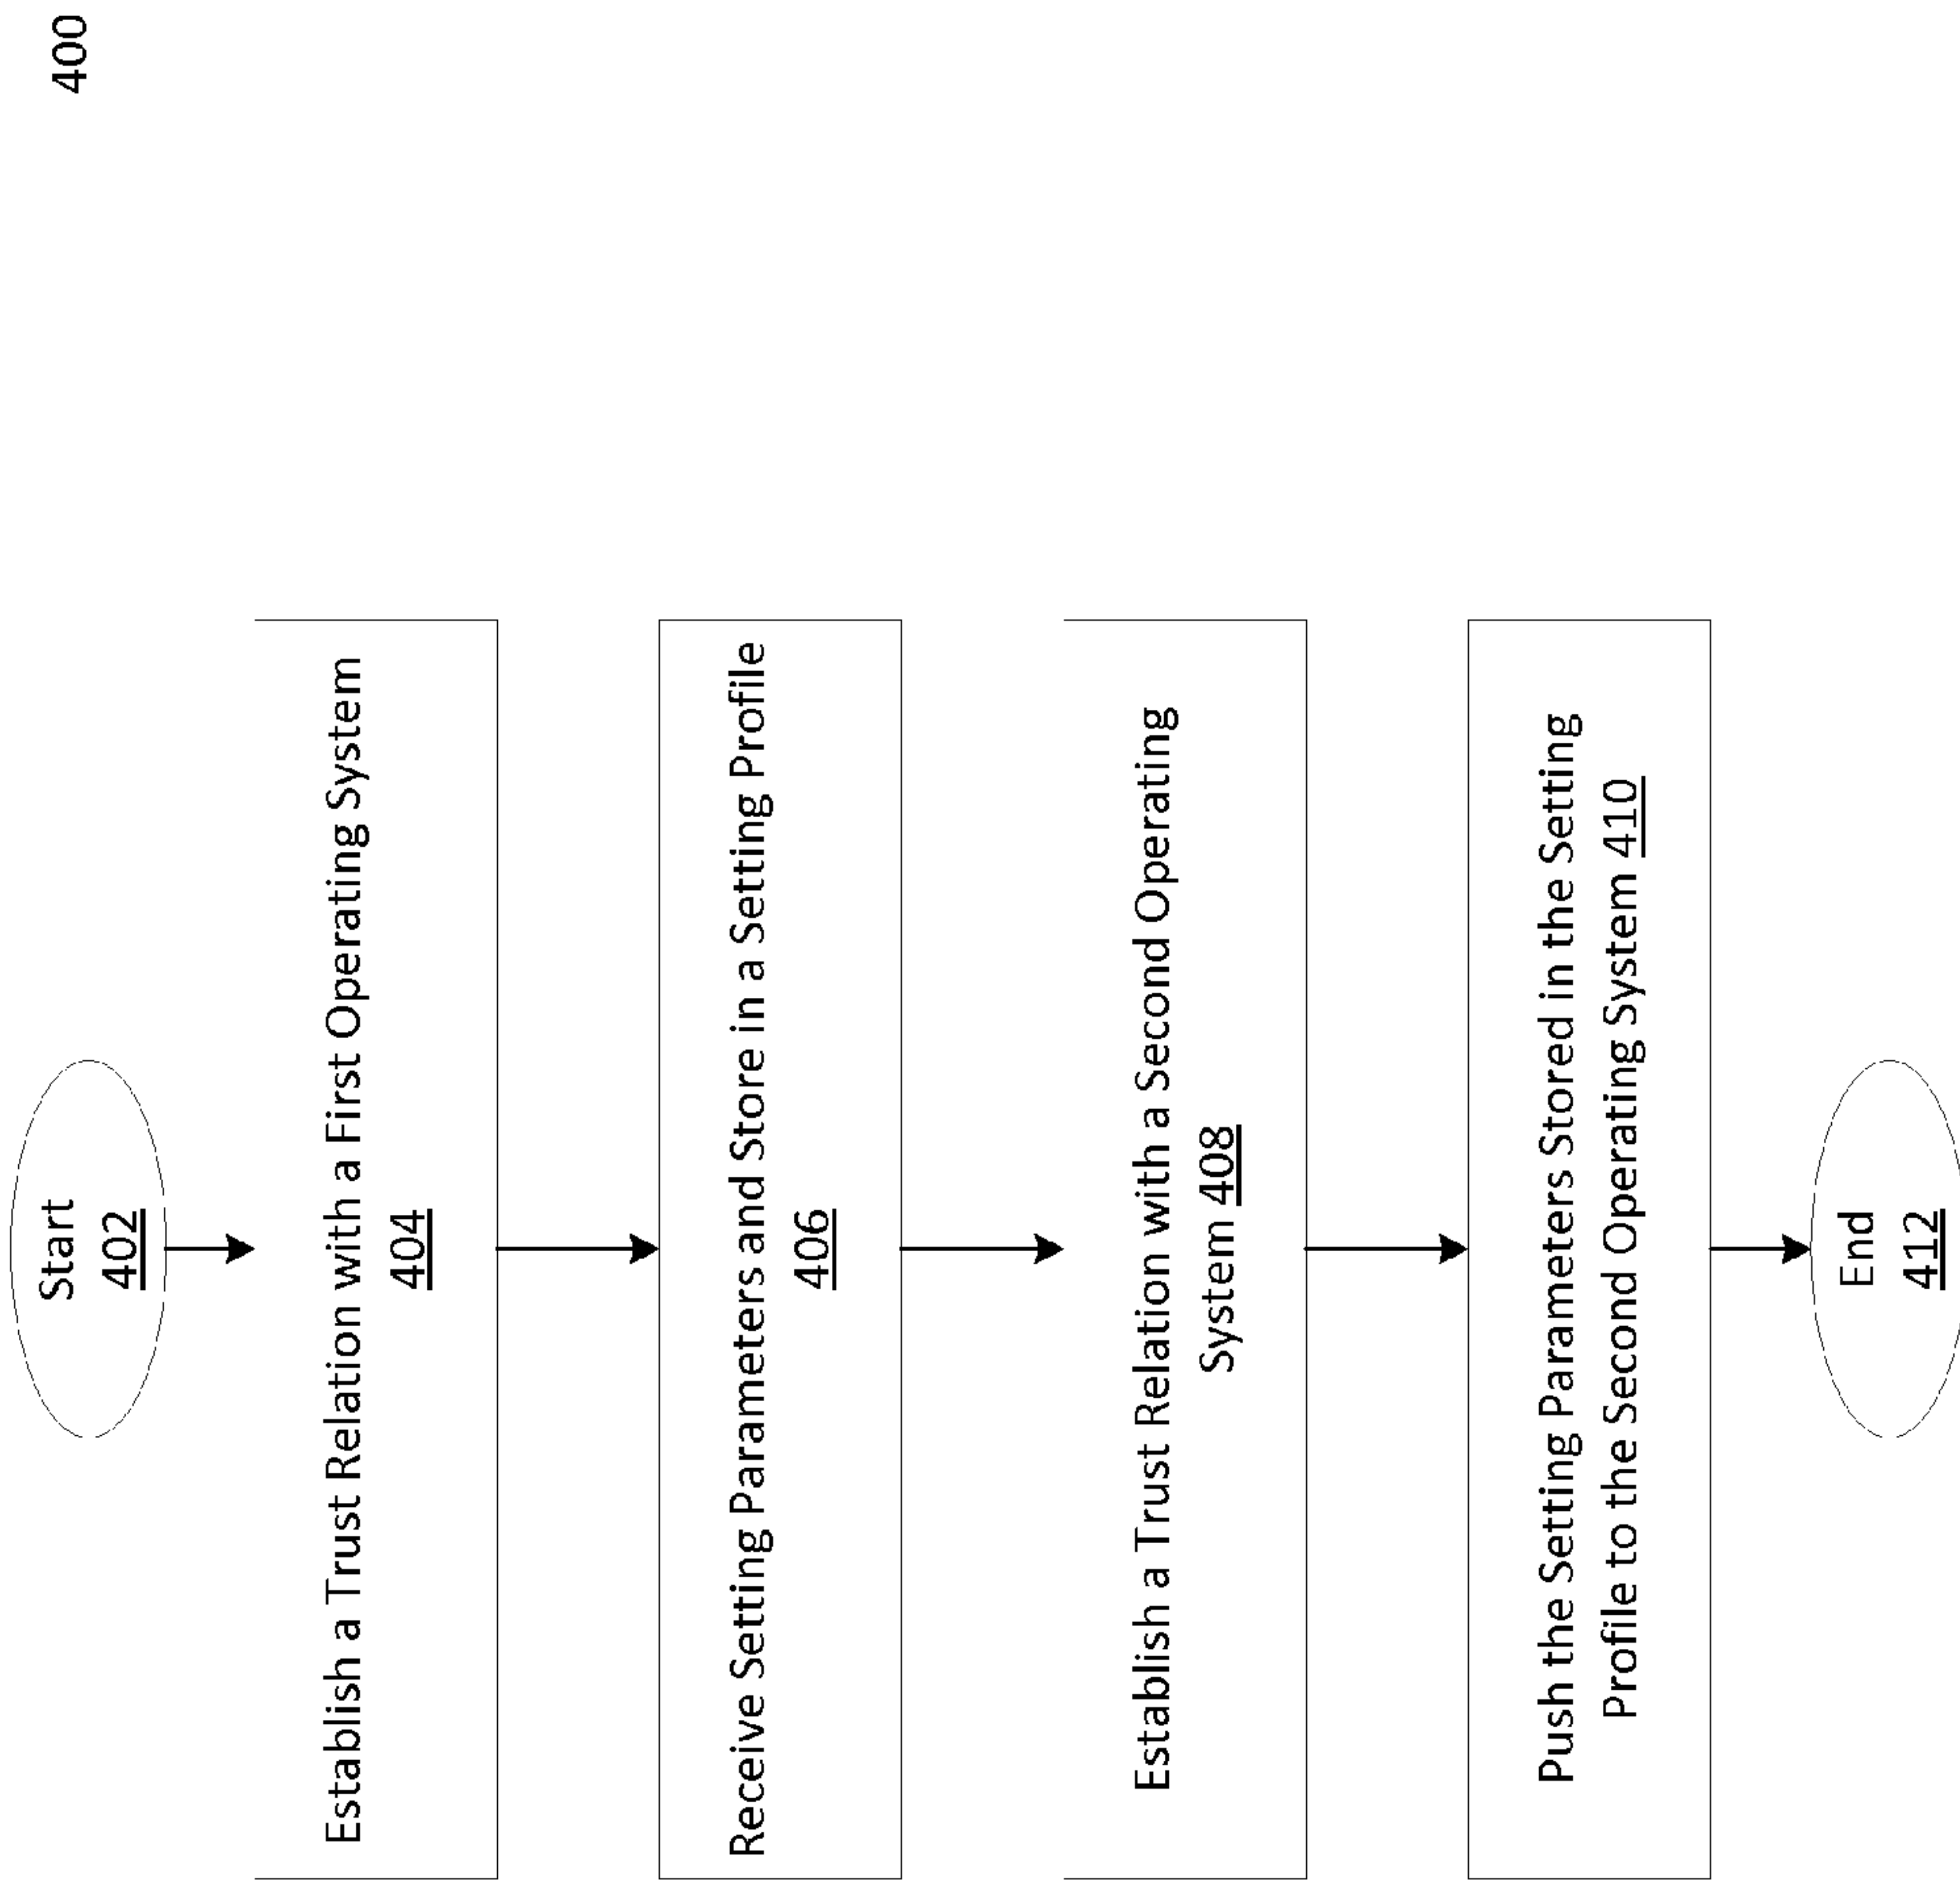 400
Start
402
Establish a Trust Relation with a First Operating System
404
Receive Setting Parameters and Store in a Setting Profile
406
Establish a Trust Relation with a Second Operating
System 408
Push the Setting Parameters Stored in the Setting
Profile to the Second Operating System 410
End
412